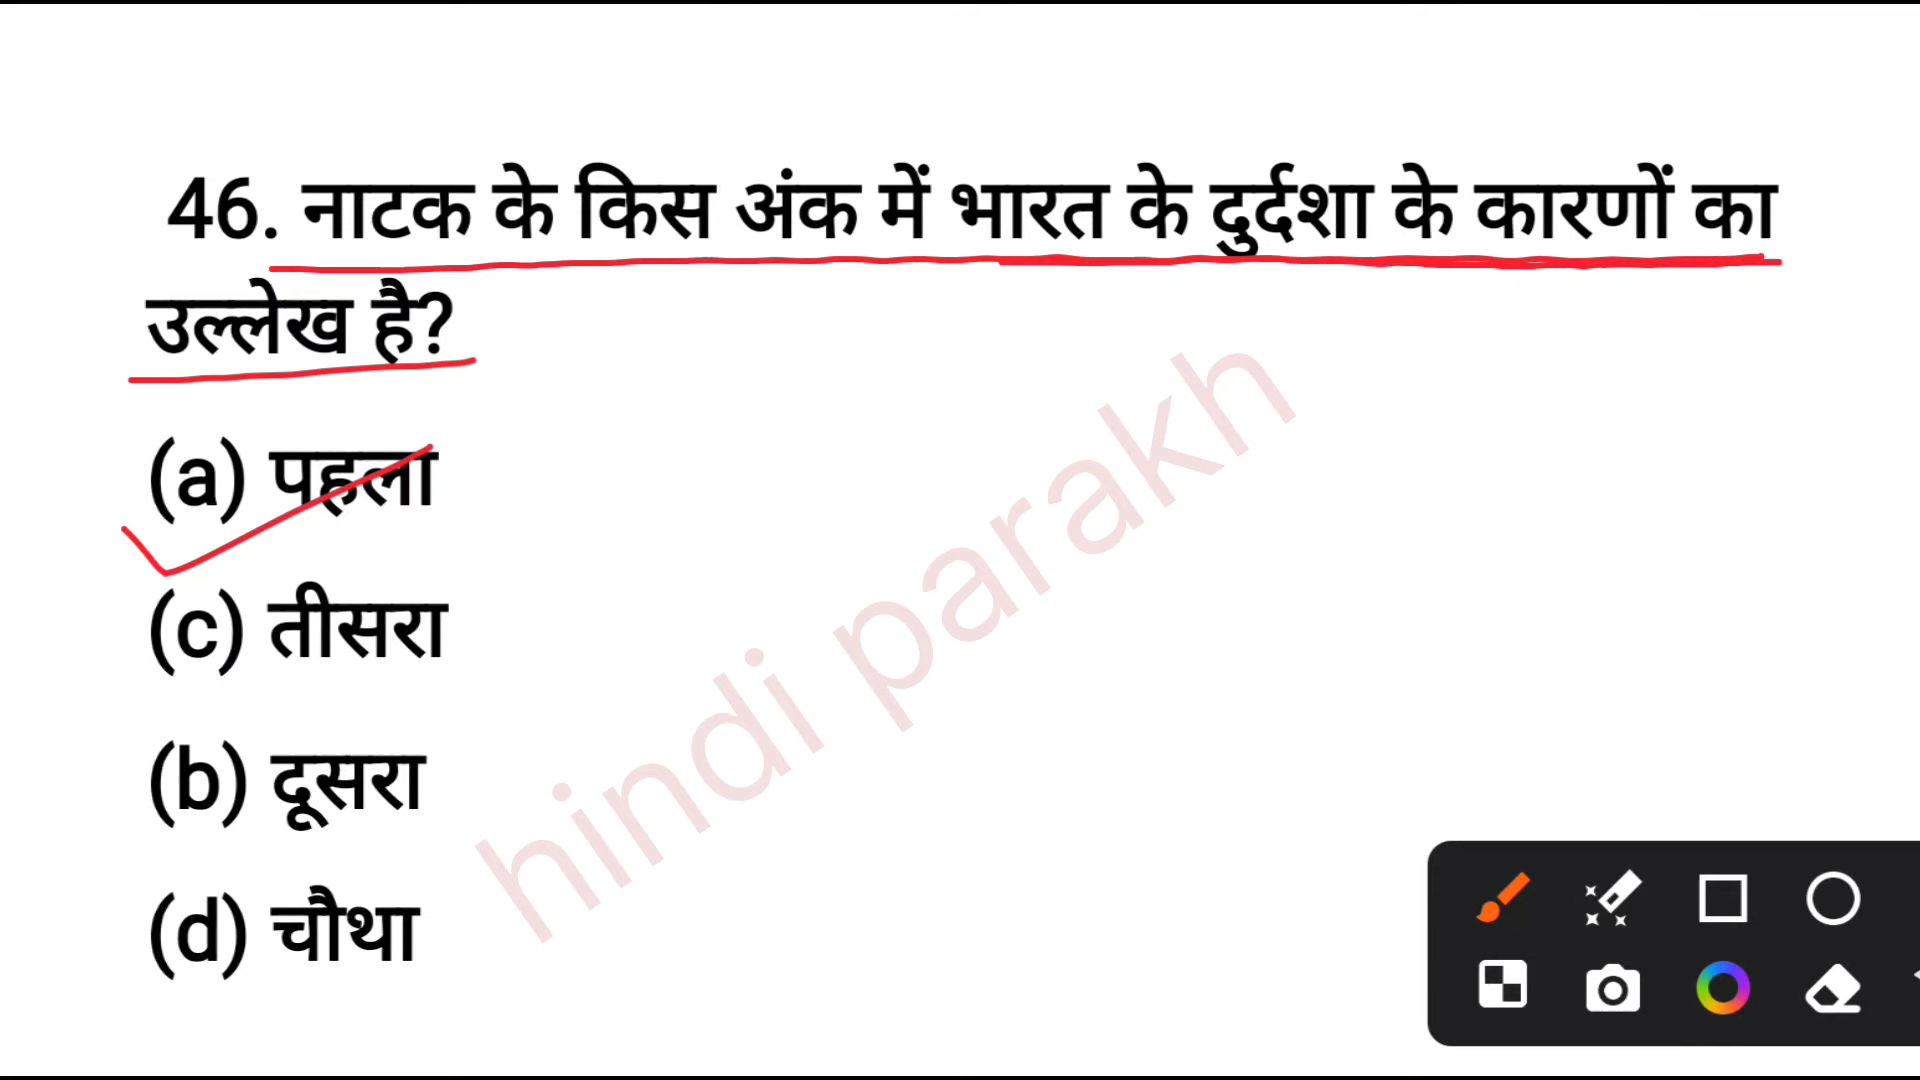 46. नाटक के किस अंक में भारत के दुर्दशा के कारणों का
उल्लेख है?
(a) पहला
(c) तीसरा
(b) दूसरा
(d) चौथा
hindi parakh